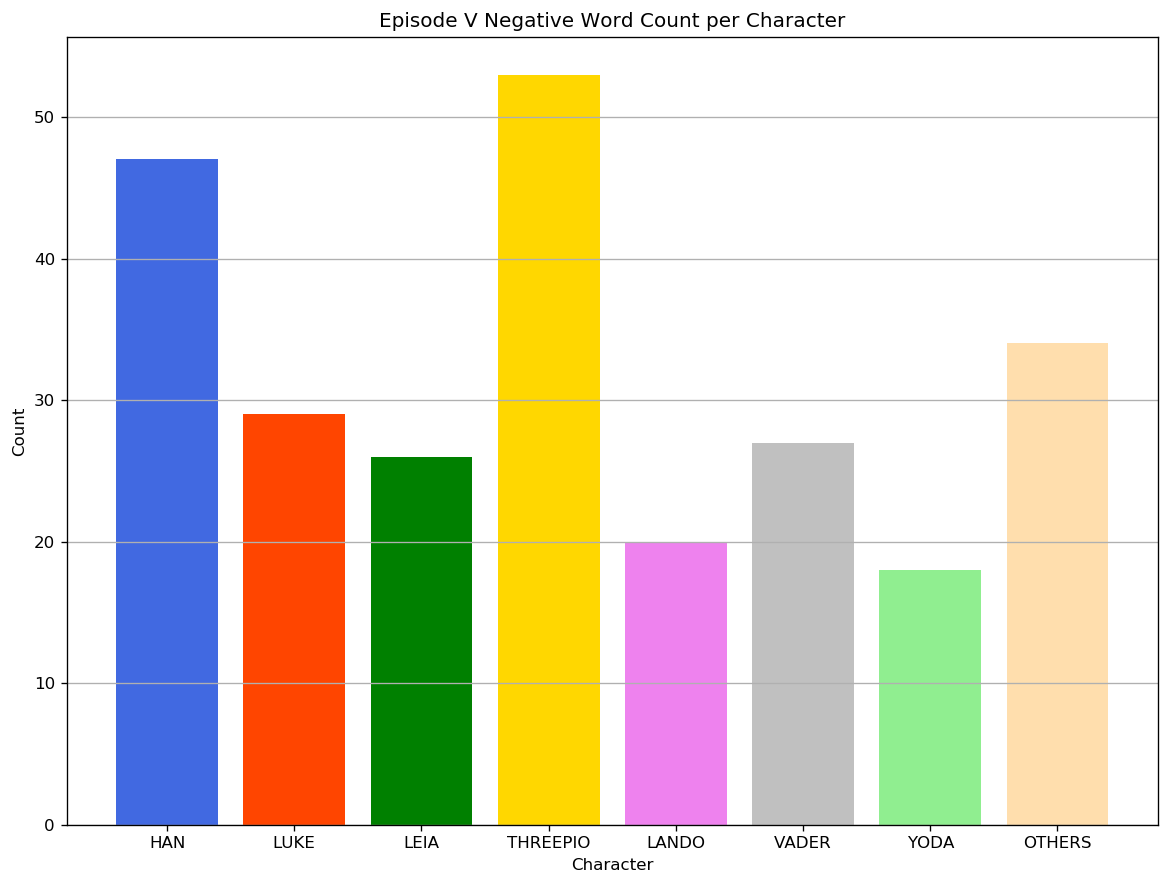 Episode V Negative Word Count per Character
50
40
30
20
10
0
Count
HAN LUKE LEIA THREEPIO LANDO VADER YODA OTHERS
Character